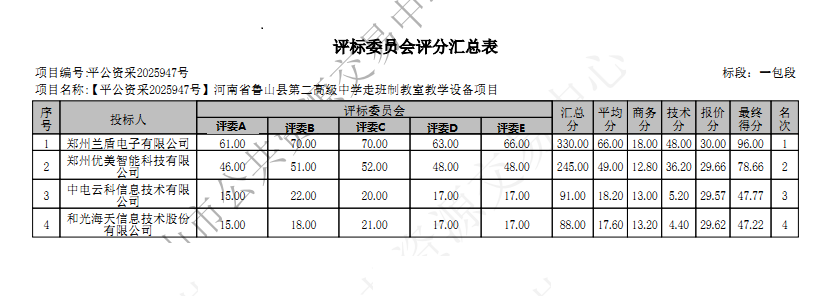 评标委员会评分汇总表
项目编号:平公资采2025947号 标段：一包段
项目名称:【平公资采2025947号】河南省鲁山县第二高级中学走班制教室教学设备项目
序号 投标人 评标委员会 汇总分 平均分 商务分 技术分 报价分 最终得分 名次
评委A 评委B 评委C 评委D 评委E
1 郑州兰盾电子有限公司 61.00 70.00 70.00 63.00 66.00 330.00 66.00 18.00 48.00 30.00 96.00 1
2 郑州优美智能科技有限公司 46.00 51.00 52.00 48.00 48.00 245.00 49.00 12.80 36.20 29.66 78.66 2
3 中电云科信息技术有限公司 15.00 22.00 20.00 17.00 17.00 91.00 18.20 13.00 5.20 29.57 47.77 3
4 和光海天信息技术股份有限公司 15.00 18.00 21.00 17.00 17.00 88.00 17.60 13.20 4.40 29.62 47.22 4